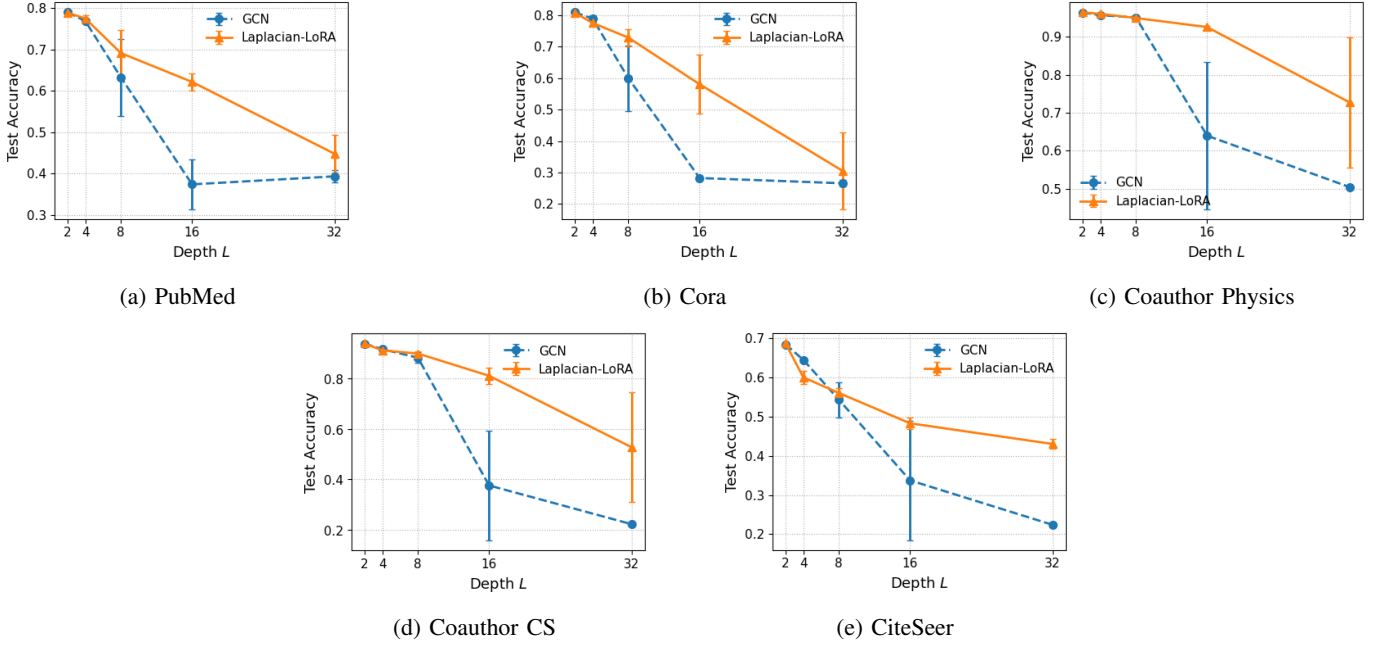 0.8
0.7
0.6
0.5
0.4
0.3
Test Accuracy
GCN
Laplacian-LoRA
2 4 8 16 32
Depth L
(a) PubMed
0.8
0.7
0.6
0.5
0.4
0.3
0.2
Test Accuracy
GCN
Laplacian-LoRA
2 4 8 16 32
Depth L
(b) Cora
0.9
0.8
0.7
0.6
0.5
Test Accuracy
GCN
Laplacian-LoRA
2 4 8 16 32
Depth L
(c) Coauthor Physics
0.8
0.6
0.4
0.2
Test Accuracy
GCN
Laplacian-LoRA
2 4 8 16 32
Depth L
(d) Coauthor CS
0.7
0.6
0.5
0.4
0.3
0.2
Test Accuracy
GCN
Laplacian-LoRA
2 4 8 16 32
Depth L
(e) CiteSeer